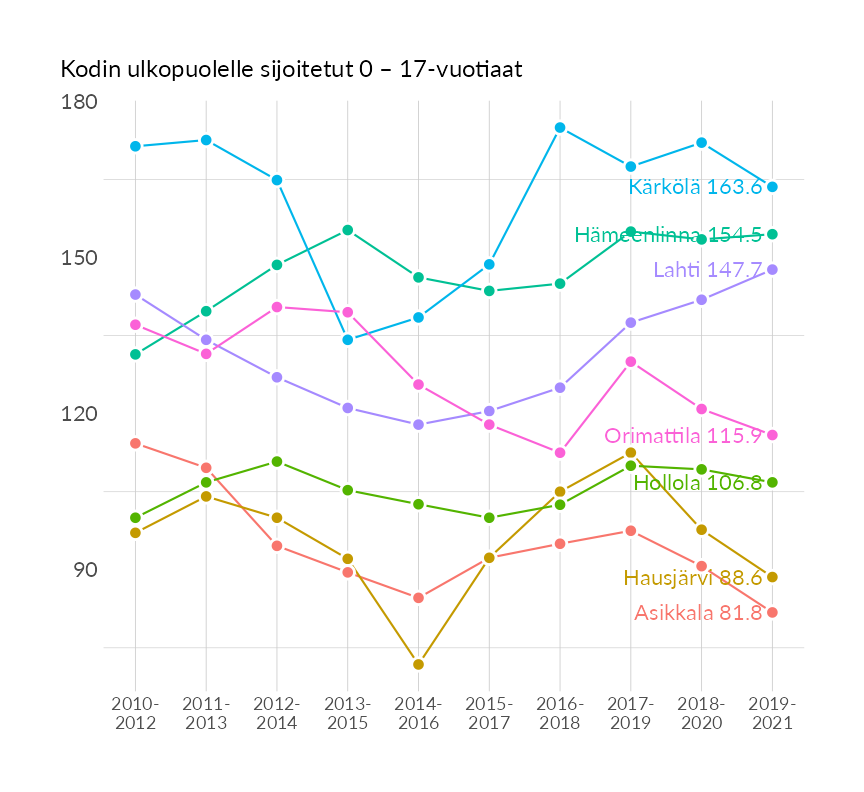 Kodin ulkopuolelle sijoitetut 0 – 17-vuotiaat
180
150
120
90
Kärkölä 163.6
Hämeenlinna 154.5
Lahti 147.7
Orimattila 115.9
Hollola 106.8
Hausjärvi 88.6
Asikkala 81.8
2010- 2011- 2012- 2013- 2014- 2015- 2016- 2017- 2018- 2019-
2012 2013 2014 2015 2016 2017 2018 2019 2020 2021